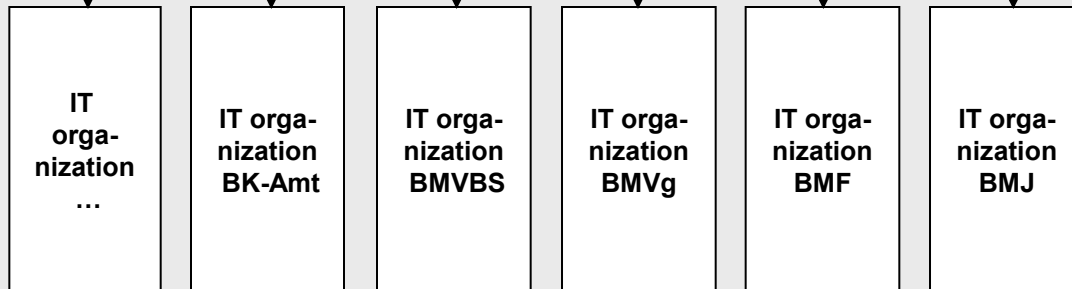 IT
orga-
nization
…
IT orga-
nization
BK-Amt
IT orga-
nization
BMVBS
IT orga-
nization
BMVg
IT orga-
nization
BMF
IT orga-
nization
BMJ